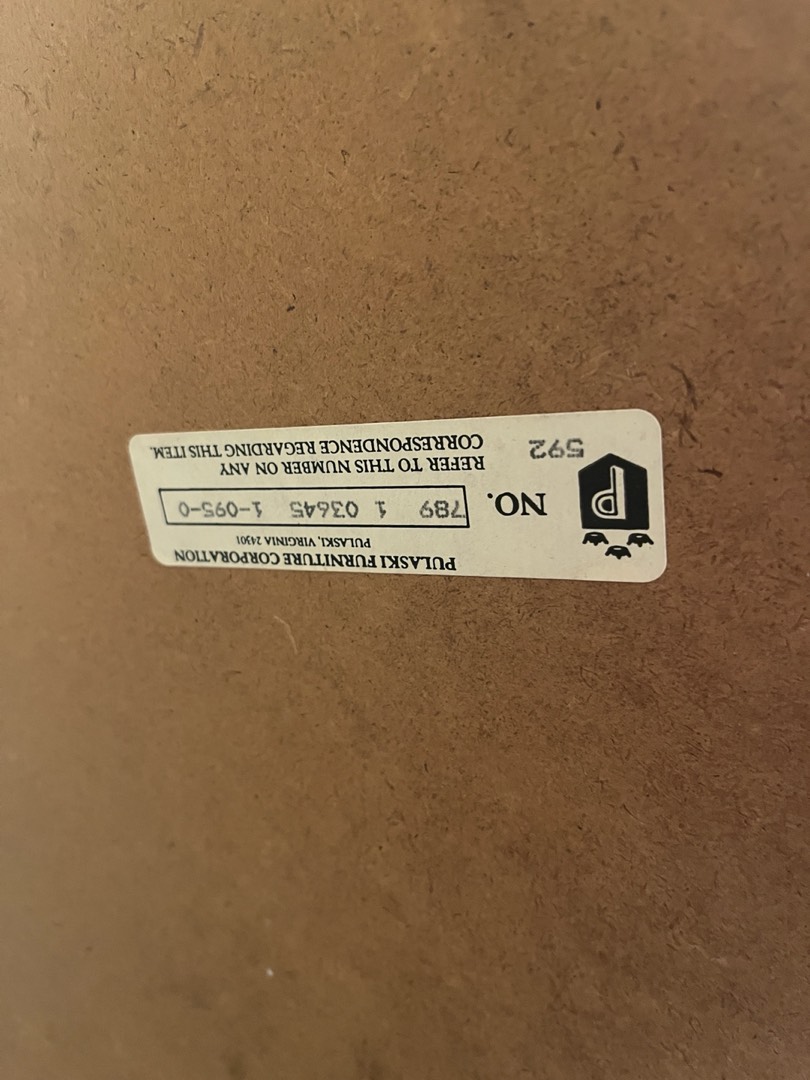 PULASKI FURNITURE CORPORATION
PULASKI, VIRGINIA 24301
P
NO. 789 1 03645 1-095-0
REFER TO THIS NUMBER ON ANY
592 CORRESPONDENCE REGARDING THIS ITEM.